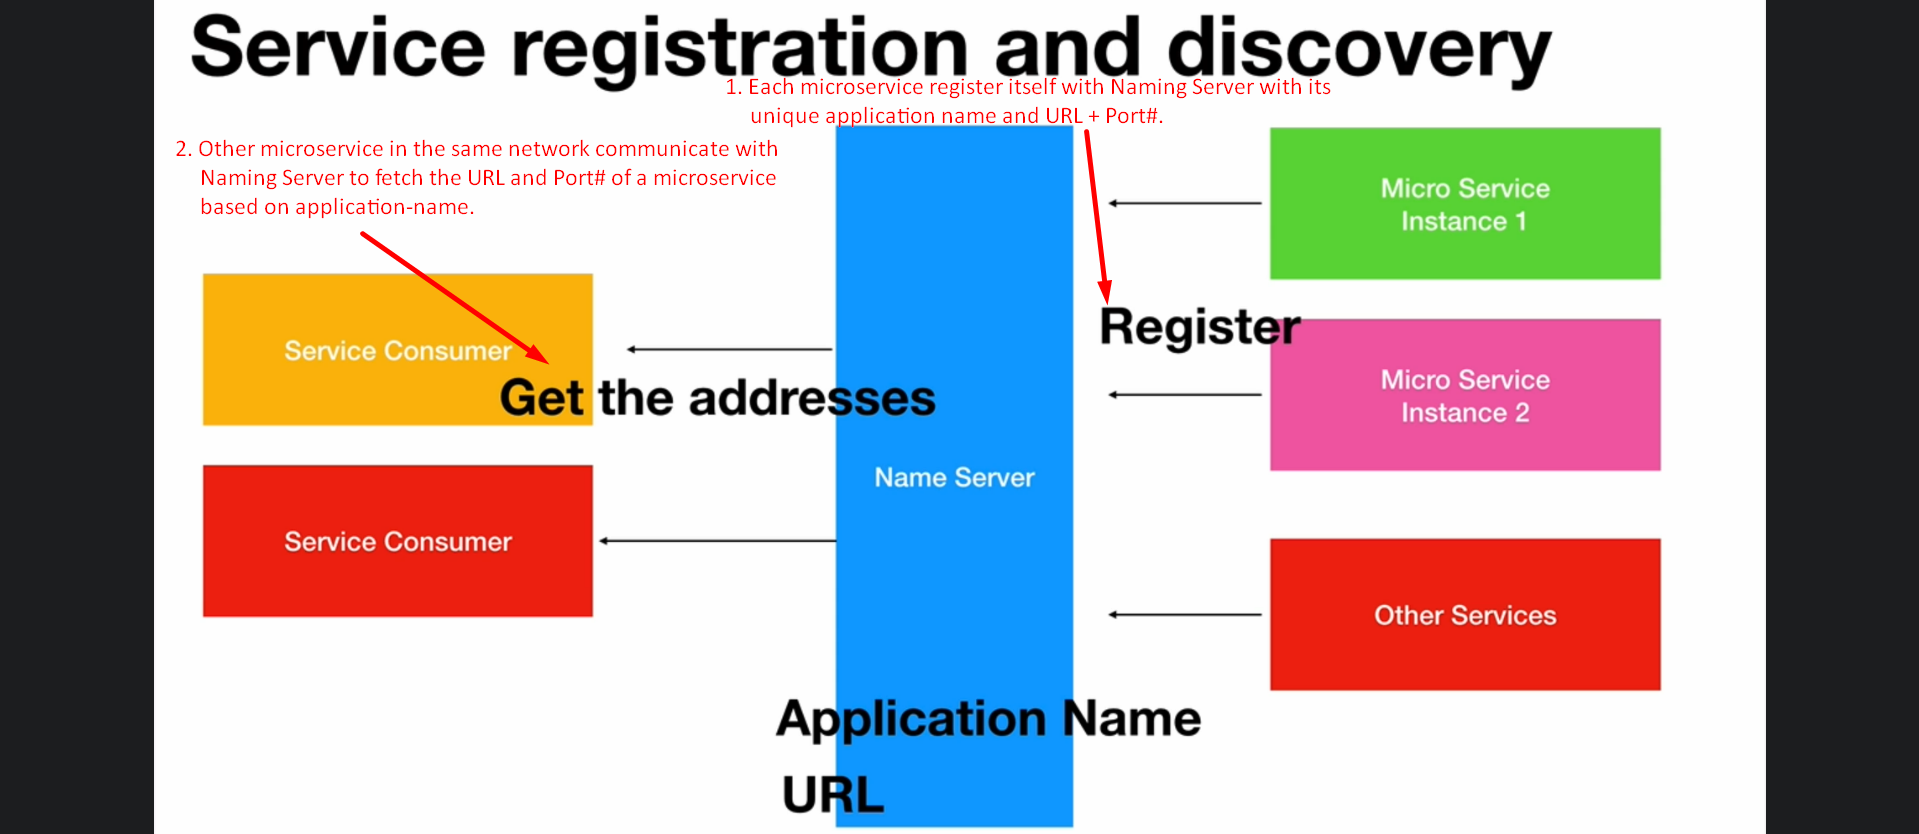 Service registration and discovery
1. Each microservice register itself with Naming Server with its
unique application name and URL + Port#.
2. Other microservice in the same network communicate with
Naming Server to fetch the URL and Port# of a microservice
based on application-name.
Micro Service
Instance 1
Register
Service Consumer
Get the addresses
Micro Service
Instance 2
Name Server
Service Consumer
Other Services
Application Name
URL